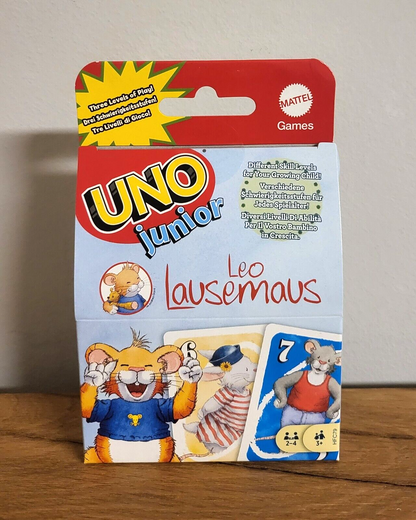 Three Levels of Play!
Drei Schwierigkeitsstufen!
Tre Livelli di Gioco!
MATTEL
Games
UNO
junior
Different Skill Levels
for Your Growing Child!
Verschiedene
Schwierigkeitsstufen für
Jedes Spielalter!
Diversi Livelli Di Abilità
Per Il Vostro Bambino
in Crescita.
Leo
Lausemaus
6
7
2-4
3+